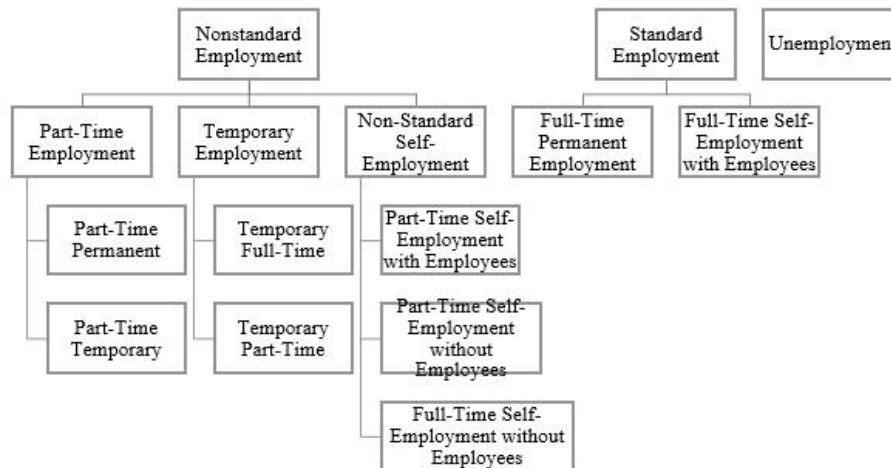 Nonstandard
Employment
Standard
Employment
Unemployment
Part-Time
Employment
Temporary
Employment
Non-Standard
Self-
Employment
Full-Time
Permanent
Employment
Full-Time Self-
Employment
with Employees
Part-Time
Permanent
Temporary
Full-Time
Part-Time Self-
Employment
with Employees
Part-Time
Temporary
Temporary
Part-Time
Part-Time Self-
Employment
without
Employees
Full-Time Self-
Employment without
Employees